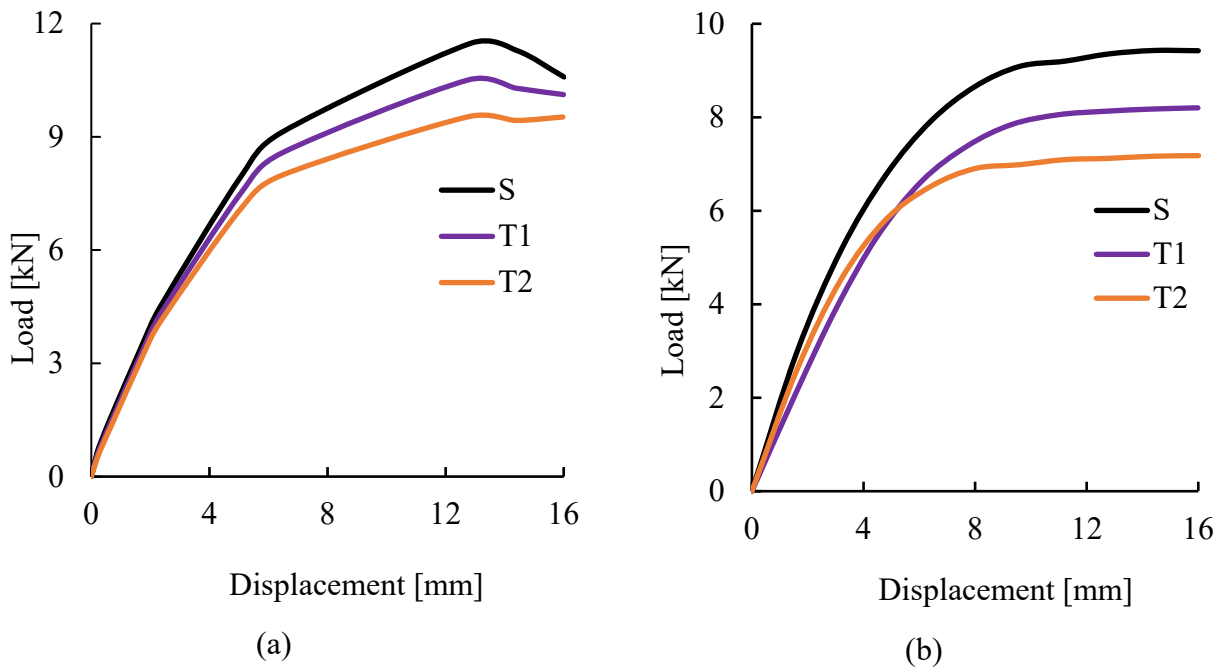 12
9
6
3
0
Load [kN]
S
T1
T2
0 4 8 12 16
Displacement [mm]
(a)
10
8
6
4
2
0
Load [kN]
S
T1
T2
0 4 8 12 16
Displacement [mm]
(b)